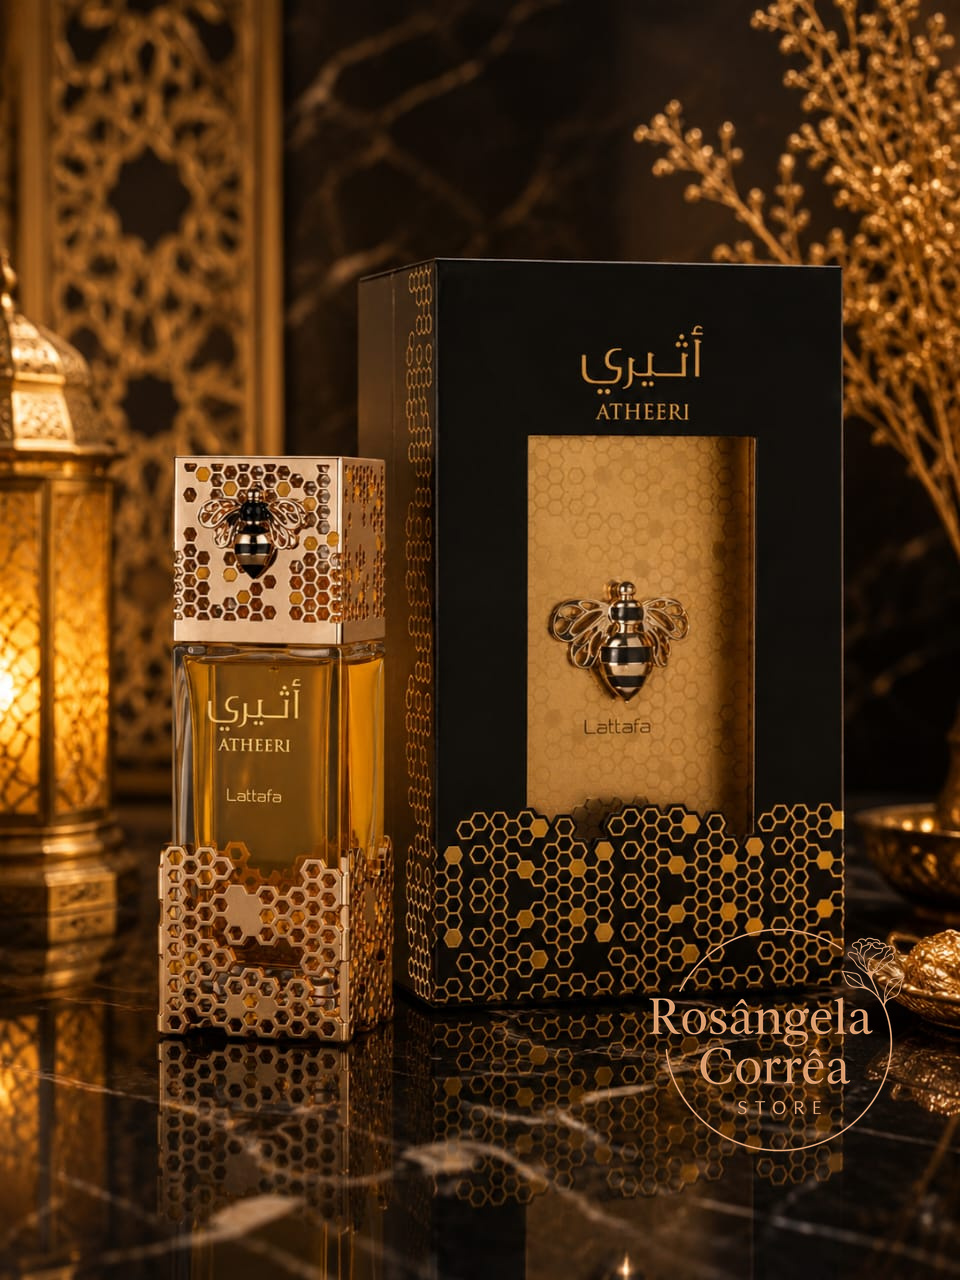 أثيري
ATHEERI
Lattafa
أثيري
ATHEERI
Lattafa
Rosângela
Corrêa
STORE